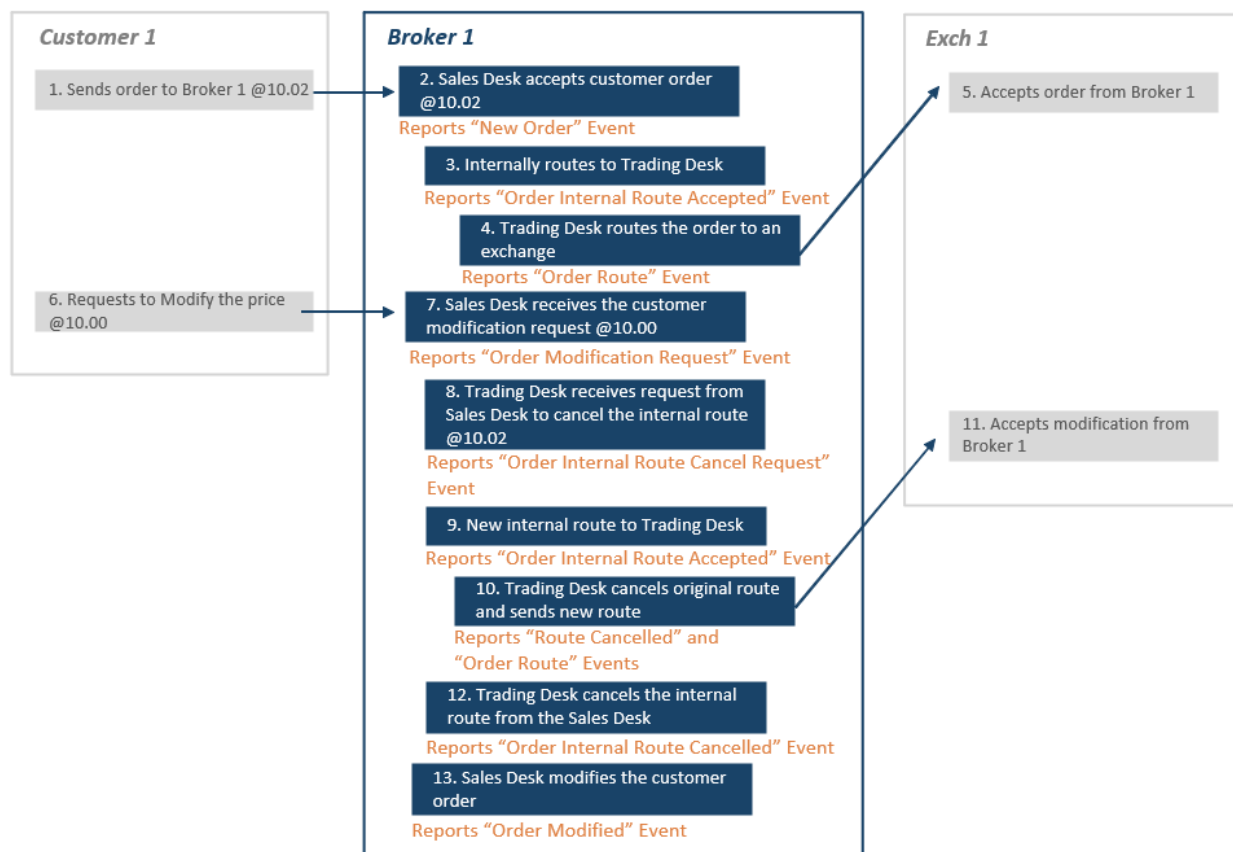 Customer 1
Broker 1
Exch 1
1. Sends order to Broker 1 @10.02
2. Sales Desk accepts customer order
@10.02
5. Accepts order from Broker 1
Reports “New Order” Event
3. Internally routes to Trading Desk
Reports “Order Internal Route Accepted” Event
4. Trading Desk routes the order to an
exchange
Reports “Order Route” Event
6. Requests to Modify the price
@10.00
7. Sales Desk receives the customer
modification request @10.00
Reports “Order Modification Request” Event
8. Trading Desk receives request from
Sales Desk to cancel the internal route
@10.02
Reports “Order Internal Route Cancel Request”
Event
11. Accepts modification from
Broker 1
9. New internal route to Trading Desk
Reports “Order Internal Route Accepted” Event
10. Trading Desk cancels original route
and sends new route
Reports “Route Cancelled” and
“Order Route” Events
12. Trading Desk cancels the internal
route from the Sales Desk
Reports “Order Internal Route Cancelled” Event
13. Sales Desk modifies the customer
order
Reports “Order Modified” Event